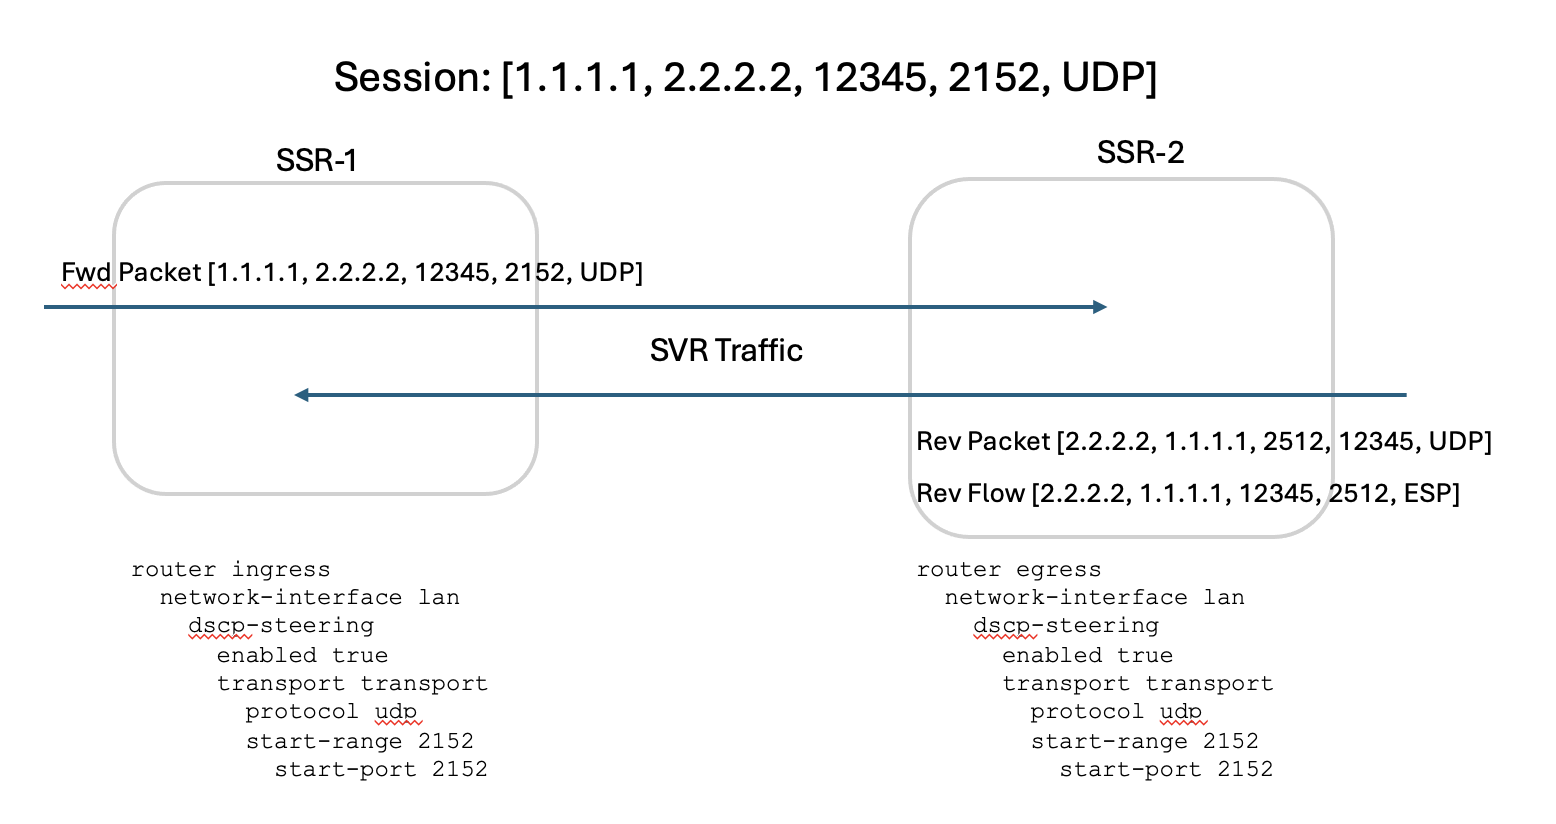 Session: [1.1.1.1, 2.2.2.2, 12345, 2152, UDP]
SSR-1
SSR-2
Fwd Packet [1.1.1.1, 2.2.2.2, 12345, 2152, UDP]
SVR Traffic
Rev Packet [2.2.2.2, 1.1.1.1, 2512, 12345, UDP]
Rev Flow [2.2.2.2, 1.1.1.1, 12345, 2512, ESP]
router ingress
network-interface lan
dscp-steering
enabled true
transport transport
protocol udp
start-range 2152
start-port 2152
router egress
network-interface lan
dscp-steering
enabled true
transport transport
protocol udp
start-range 2152
start-port 2152